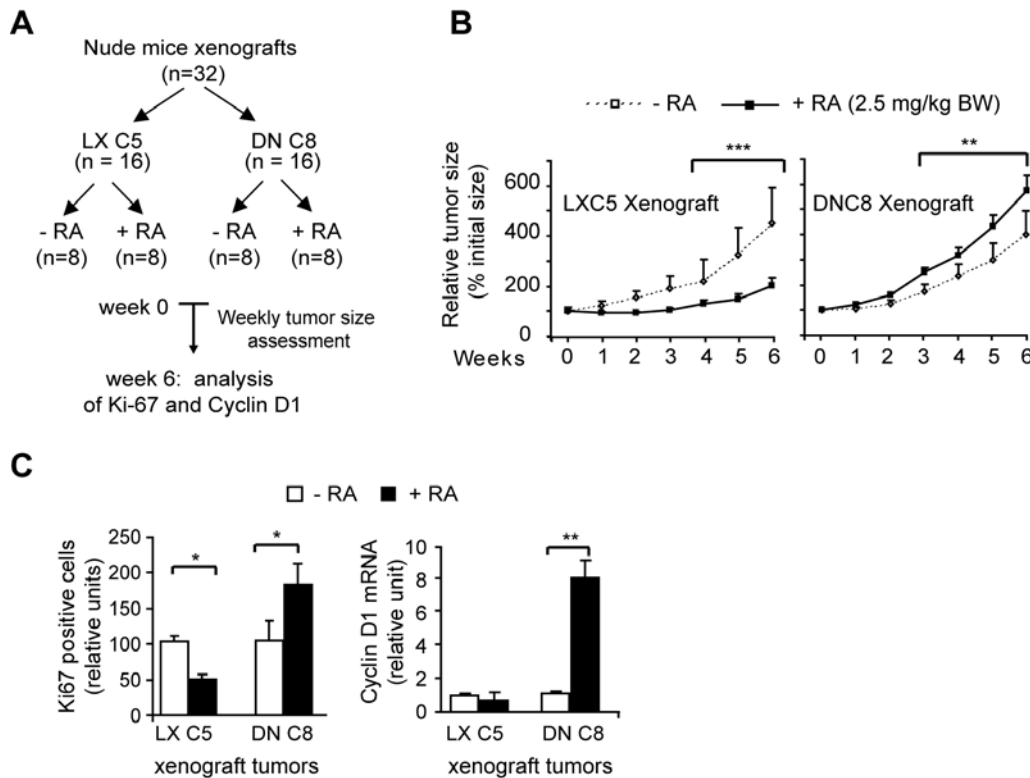 A
Nude mice xenografts
(n=32)
LX C5
(n = 16)
DN C8
(n = 16)
- RA
(n=8)
+ RA
(n=8)
- RA
(n=8)
+ RA
(n=8)
week 0
Weekly tumor size
assessment
week 6: analysis
of Ki-67 and Cyclin D1
B
- RA
+ RA (2.5 mg/kg BW)
Relative tumor size
(% initial size)
600
400
200
0
LXC5 Xenograft
***
DNC8 Xenograft
**
Weeks
0 1 2 3 4 5 6
0 1 2 3 4 5 6
C
- RA
+ RA
Ki67 positive cells
(relative units)
250
200
150
100
50
0
*
*
LX C5
DN C8
xenograft tumors
Cyclin D1 mRNA
(relative unit)
10
8
6
4
2
0
**
LX C5
DN C8
xenograft tumors